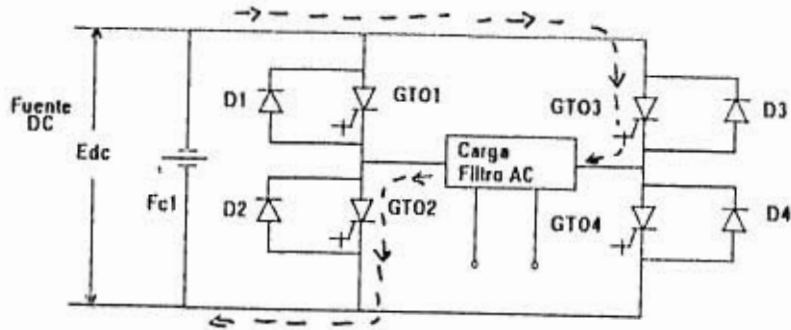 D1
GTO1
GTO3
D3
Fuente
DC
Edc
Carga
Filtro AC
Fc1
D2
GTO2
GTO4
D4